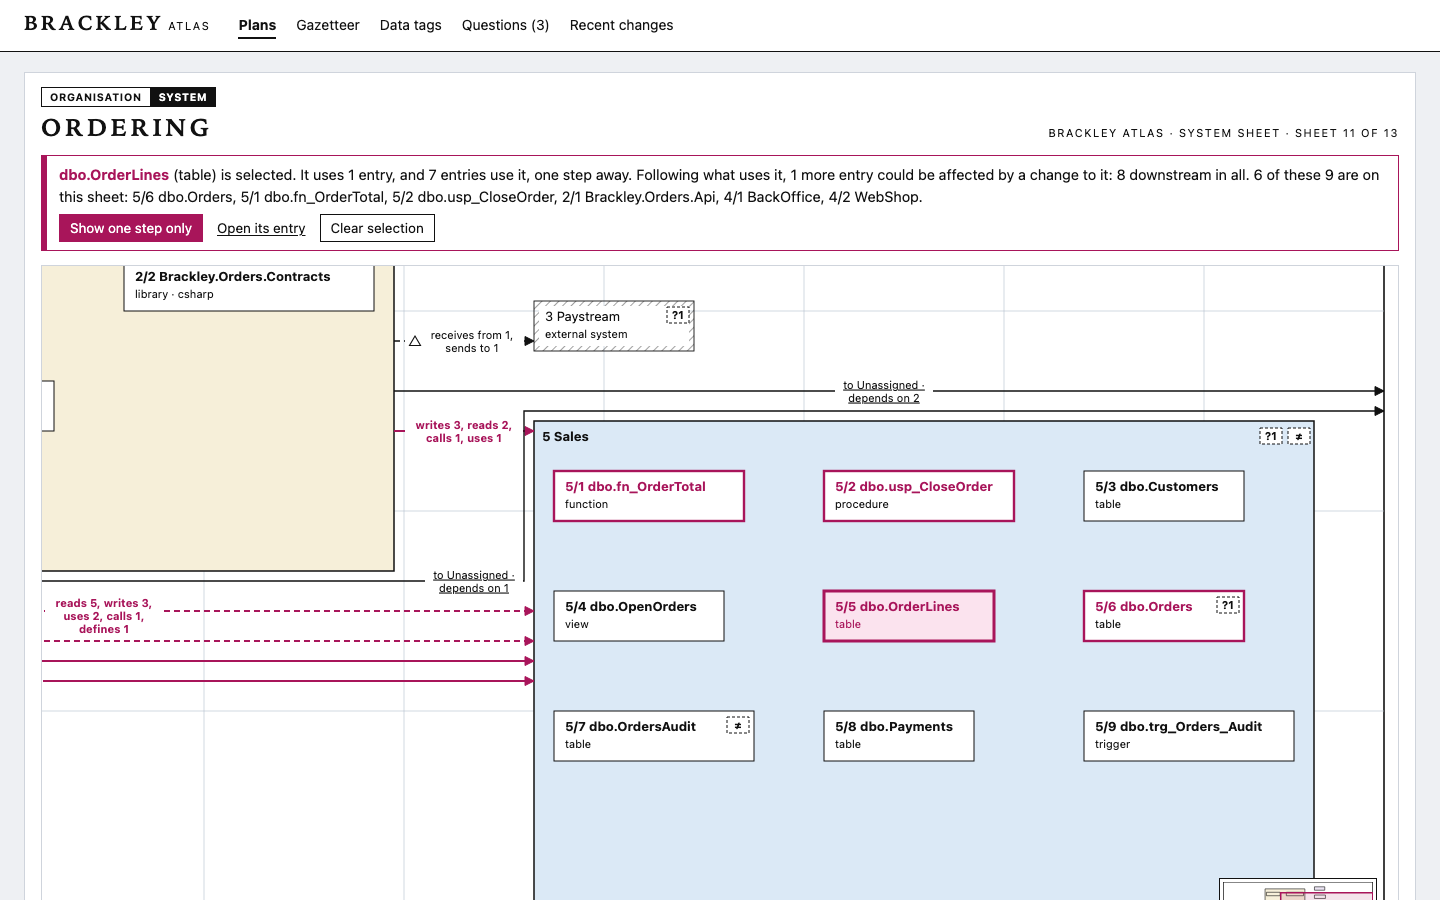 BRACKLEY ATLAS Plans Gazetteer Data tags Questions (3) Recent changes
ORGANISATION SYSTEM
ORDERING
BRACKLEY ATLAS · SYSTEM SHEET · SHEET 11 OF 13
dbo.OrderLines (table) is selected. It uses 1 entry, and 7 entries use it, one step away. Following what uses it, 1 more entry could be affected by a change to it: 8 downstream in all. 6 of these 9 are on
this sheet: 5/6 dbo.Orders, 5/1 dbo.fn_OrderTotal, 5/2 dbo.usp_CloseOrder, 2/1 Brackley.Orders.Api, 4/1 BackOffice, 4/2 WebShop.
Show one step only Open its entry Clear selection
2/2 Brackley.Orders.Contracts
library · csharp
3 Paystream ?1
external system
receives from 1,
sends to 1
to Unassigned ·
depends on 2
writes 3, reads 2,
calls 1, uses 1
5 Sales ?1 ≠
5/1 dbo.fn_OrderTotal
function
5/2 dbo.usp_CloseOrder
procedure
5/3 dbo.Customers
table
to Unassigned ·
depends on 1
reads 5, writes 3,
uses 2, calls 1,
defines 1
5/4 dbo.OpenOrders
view
5/5 dbo.OrderLines
table
5/6 dbo.Orders ?1
table
5/7 dbo.OrdersAudit ≠
table
5/8 dbo.Payments
table
5/9 dbo.trg_Orders_Audit
trigger